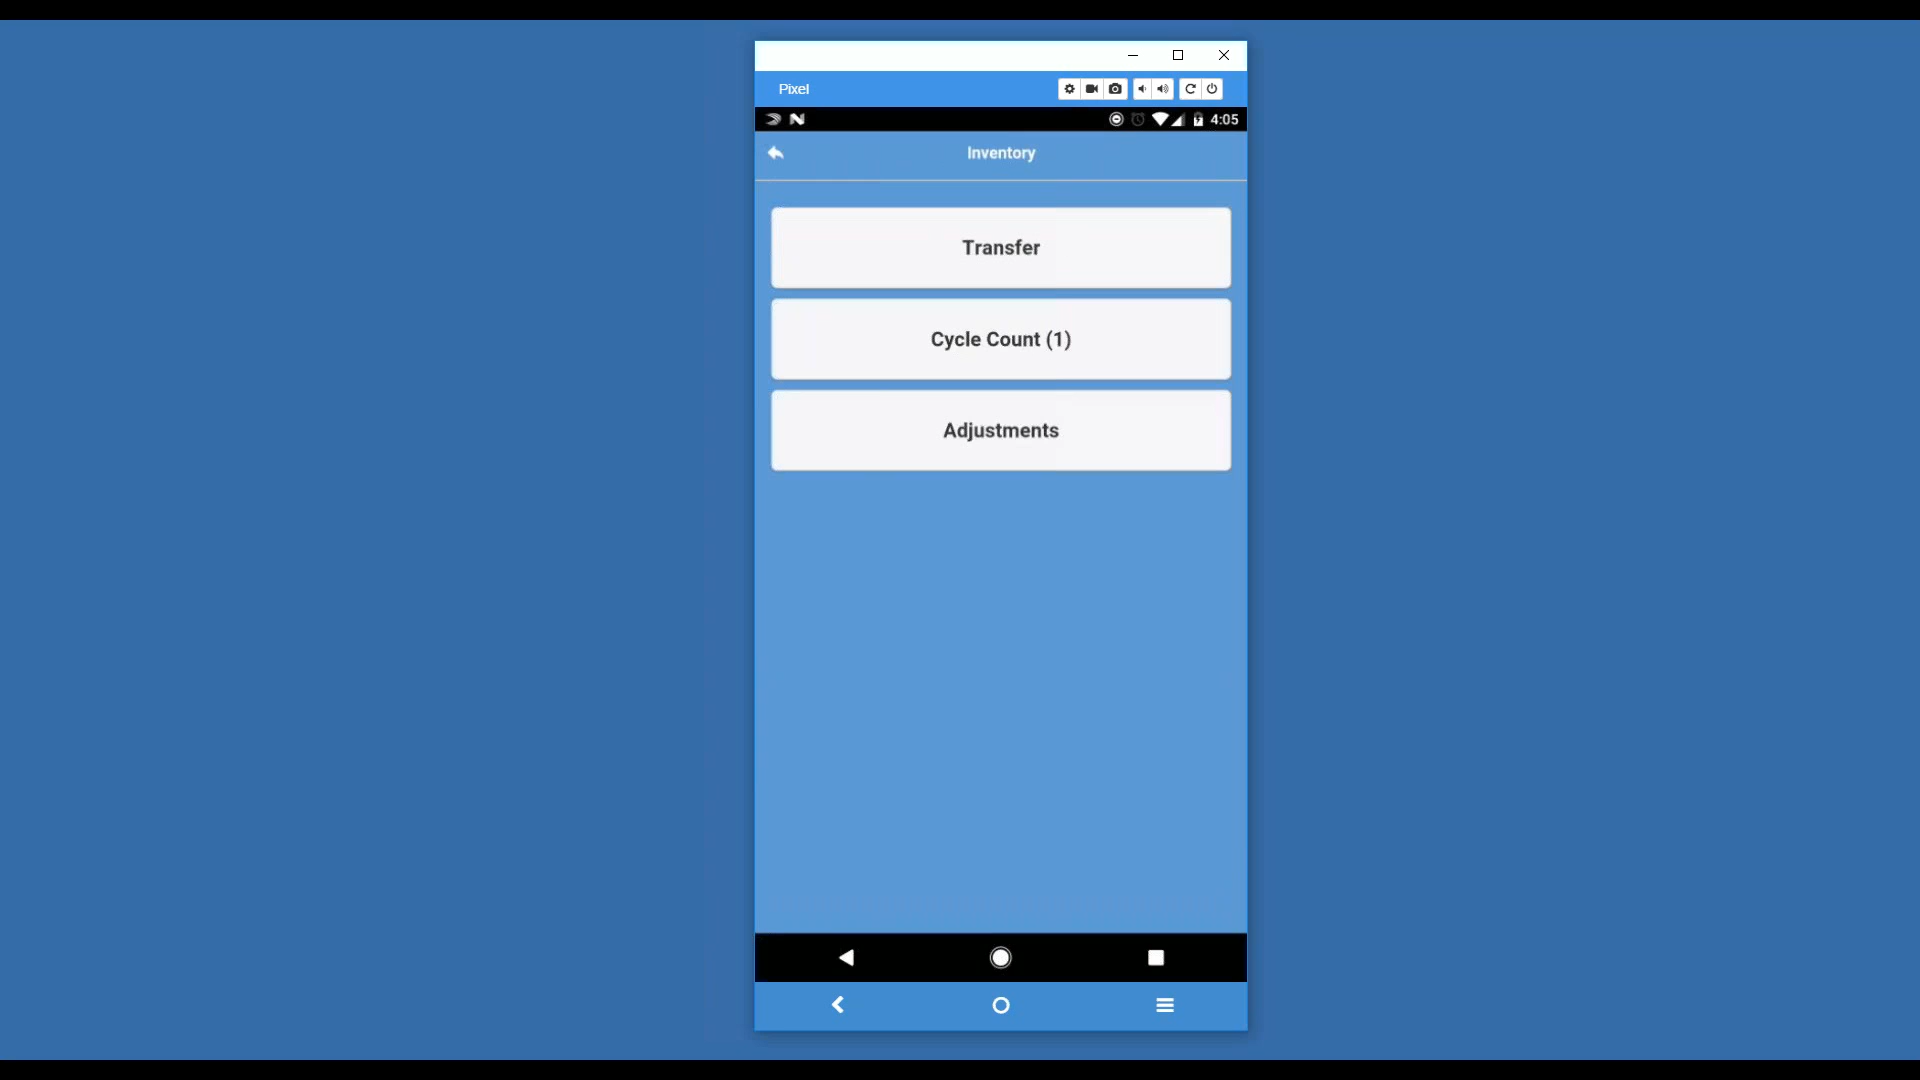 Pixel
4:05
Inventory
Transfer
Cycle Count (1)
Adjustments